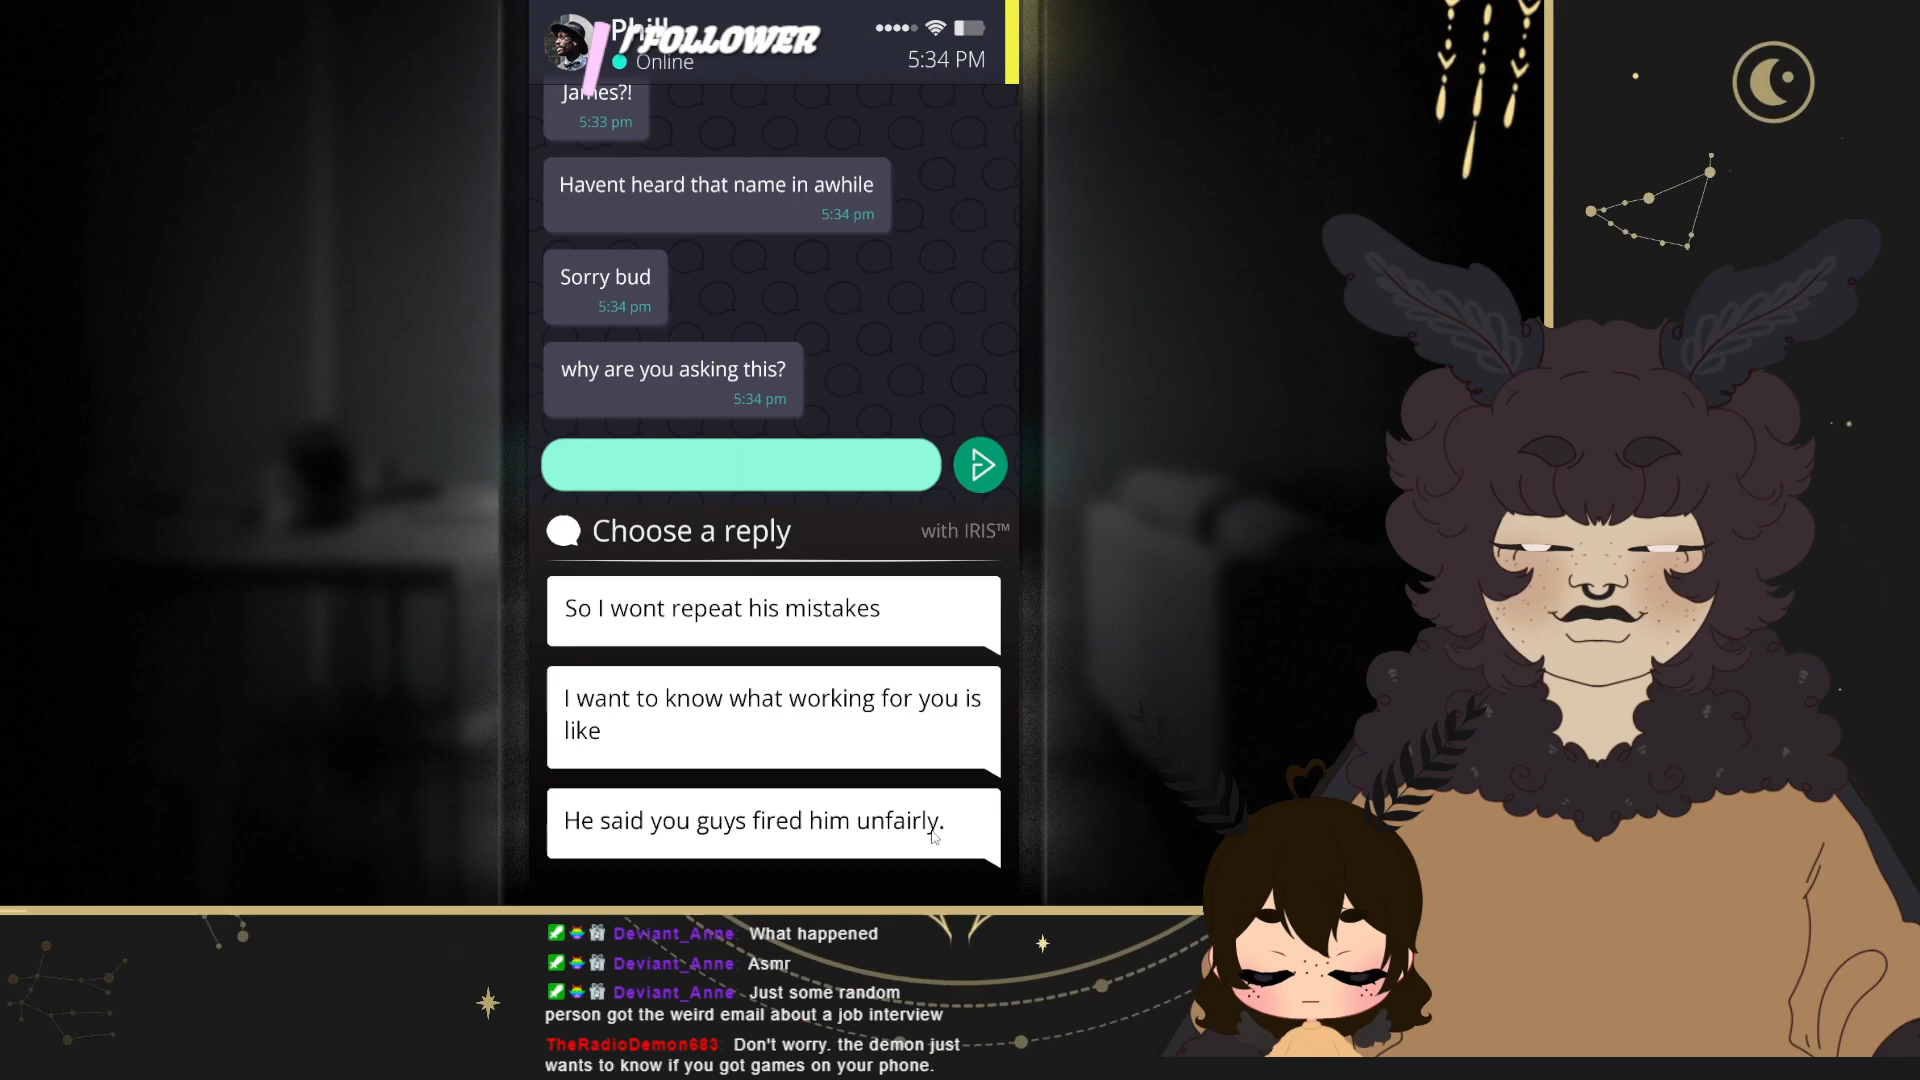 Phill
/ FOLLOWER
Online
5:34 PM
James?!
5:33 pm
Havent heard that name in awhile
5:34 pm
Sorry bud
5:34 pm
why are you asking this?
5:34 pm
Choose a reply
with IRIS™
So I wont repeat his mistakes
I want to know what working for you is
like
He said you guys fired him unfairly.
Deviant_Anne: What happened
Deviant_Anne: Asmr
Deviant_Anne: Just some random
person got the weird email about a job interview
TheRadioDemon683: Don't worry. the demon just
wants to know if you got games on your phone.